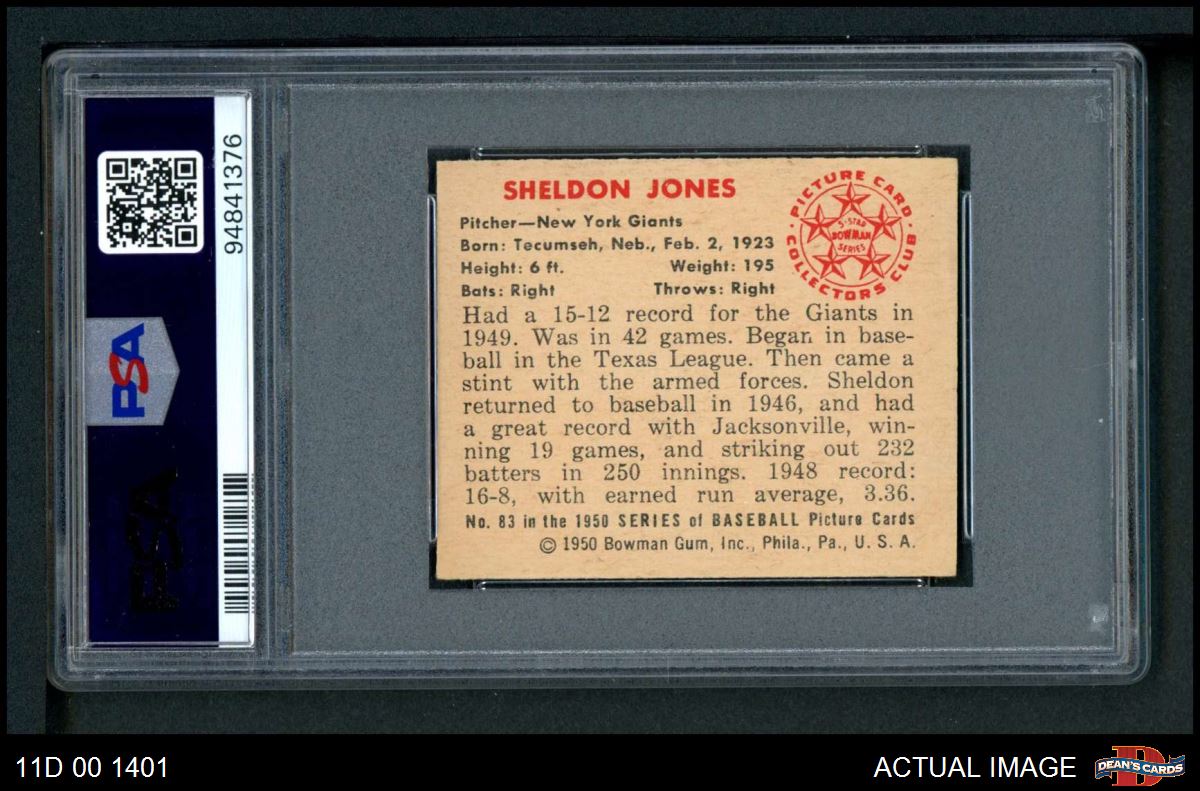 94841376
PSA
PSA
SHELDON JONES
Pitcher—New York Giants
Born: Tecumseh, Neb., Feb. 2, 1923
Height: 6 ft. Weight: 195
Bats: Right Throws: Right
PICTURE CARD COLLECTORS CLUB
5-STAR
BOWMAN
SERIES
Had a 15-12 record for the Giants in
1949. Was in 42 games. Began in base-
ball in the Texas League. Then came a
stint with the armed forces. Sheldon
returned to baseball in 1946, and had
a great record with Jacksonville, win-
ning 19 games, and striking out 232
batters in 250 innings. 1948 record:
16-8, with earned run average, 3.36.
No. 83 in the 1950 SERIES of BASEBALL Picture Cards
© 1950 Bowman Gum, Inc., Phila., Pa., U. S. A.
11D 00 1401
ACTUAL IMAGE
DEAN'S CARDS